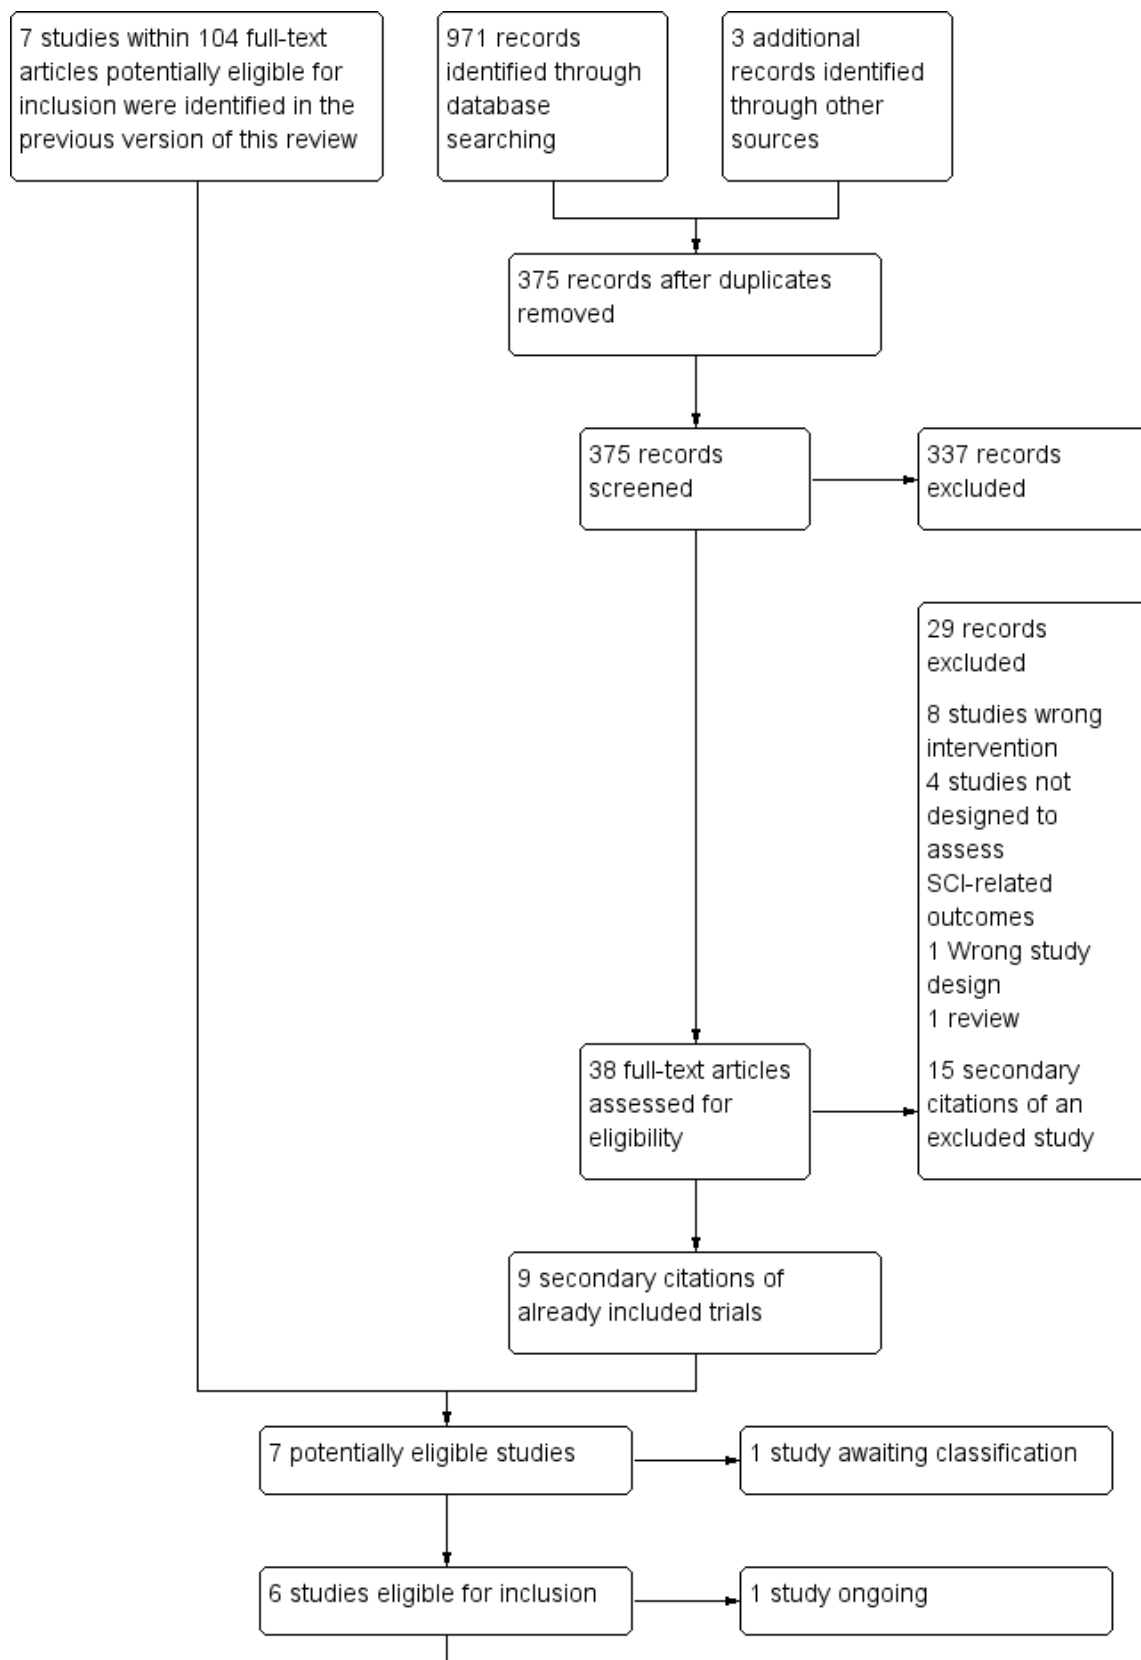 7 studies within 104 full-text
articles potentially eligible for
inclusion were identified in the
previous version of this review
971 records
identified through
database
searching
3 additional
records identified
through other
sources
375 records after duplicates
removed
375 records
screened
337 records
excluded
29 records
excluded
8 studies wrong
intervention
4 studies not
designed to
assess
SCI-related
outcomes
1 Wrong study
design
1 review
15 secondary
citations of an
excluded study
38 full-text articles
assessed for
eligibility
9 secondary citations of
already included trials
7 potentially eligible studies
1 study awaiting classification
6 studies eligible for inclusion
1 study ongoing